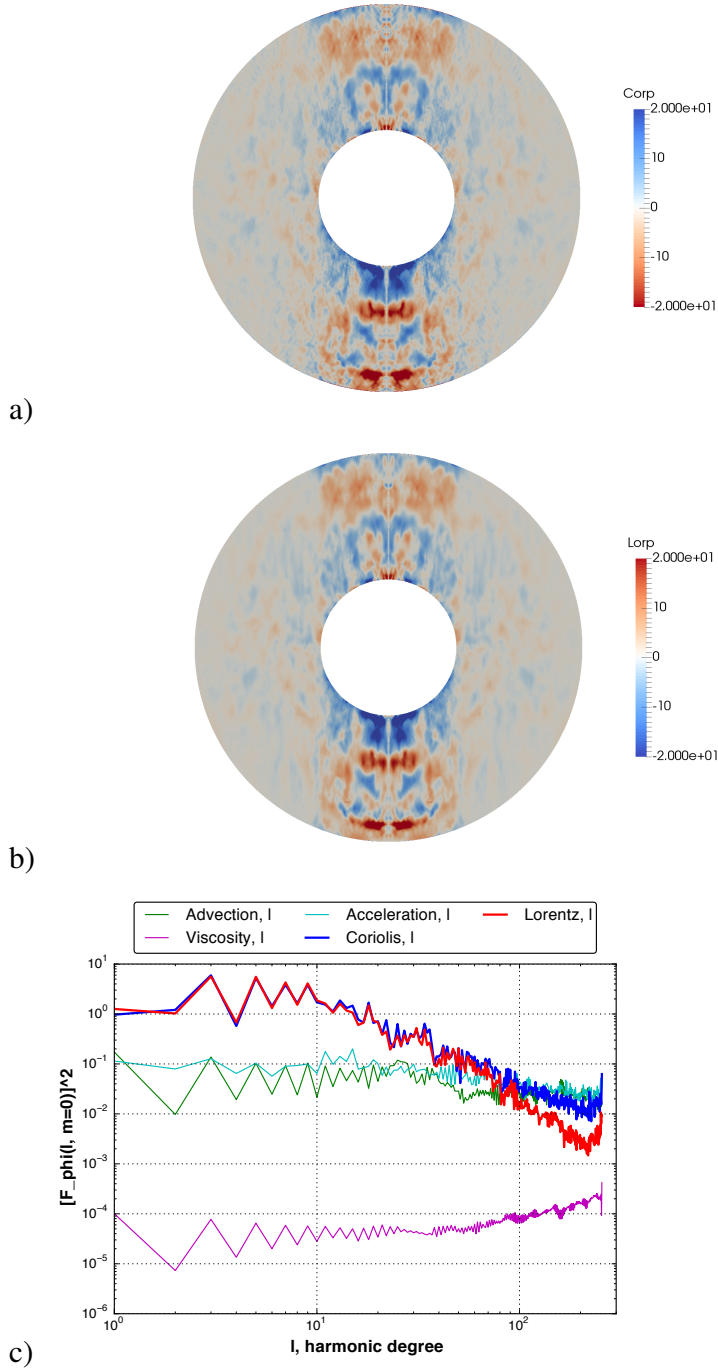 Corp
2.000e+01
10
0
-10
-2.000e+01
a)
Lorp
2.000e+01
10
0
-10
-2.000e+01
b)
Advection, l Acceleration, l Lorentz, l
Viscosity, l Coriolis, l
10^1
10^0
10^-1
10^-2
10^-3
10^-4
10^-5
10^-6
[F_phi(l, m=0)]^2
10^0 10^1 10^2
l, harmonic degree
c)